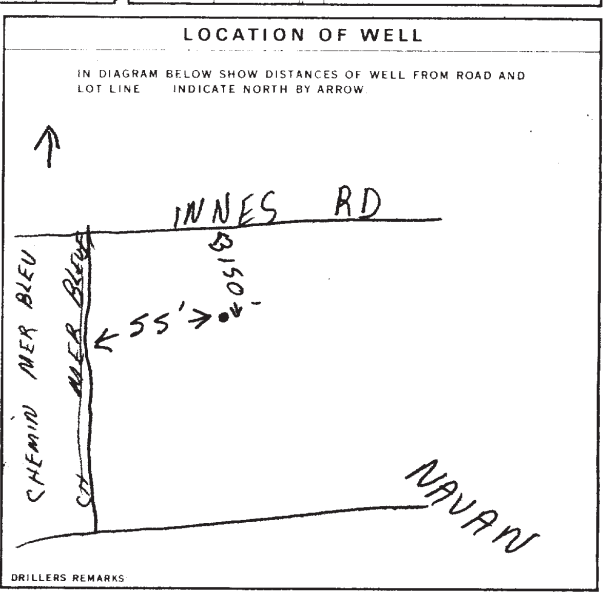 LOCATION OF WELL
IN DIAGRAM BELOW SHOW DISTANCES OF WELL FROM ROAD AND
LOT LINE INDICATE NORTH BY ARROW
INNES RD
150'
55'
CHEMIN MER BLEU
CH MER BLEUE
NAVAN
DRILLERS REMARKS